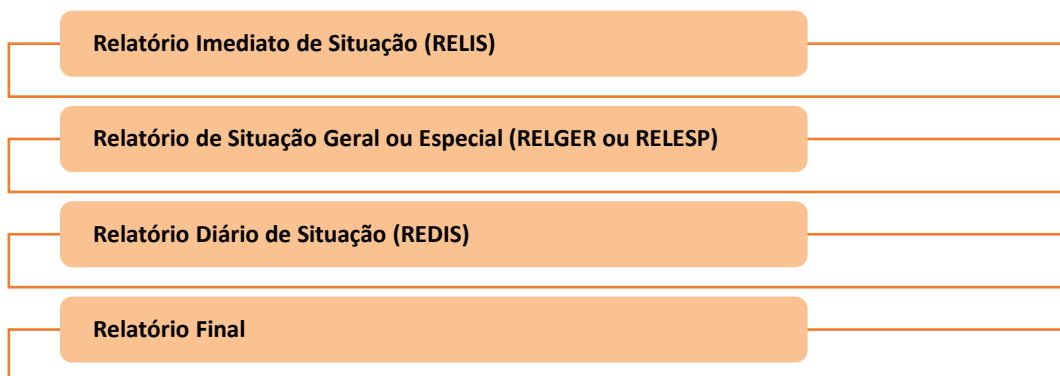 Relatório Imediato de Situação (RELIS)
Relatório de Situação Geral ou Especial (RELGER ou RELESP)
Relatório Diário de Situação (REDIS)
Relatório Final